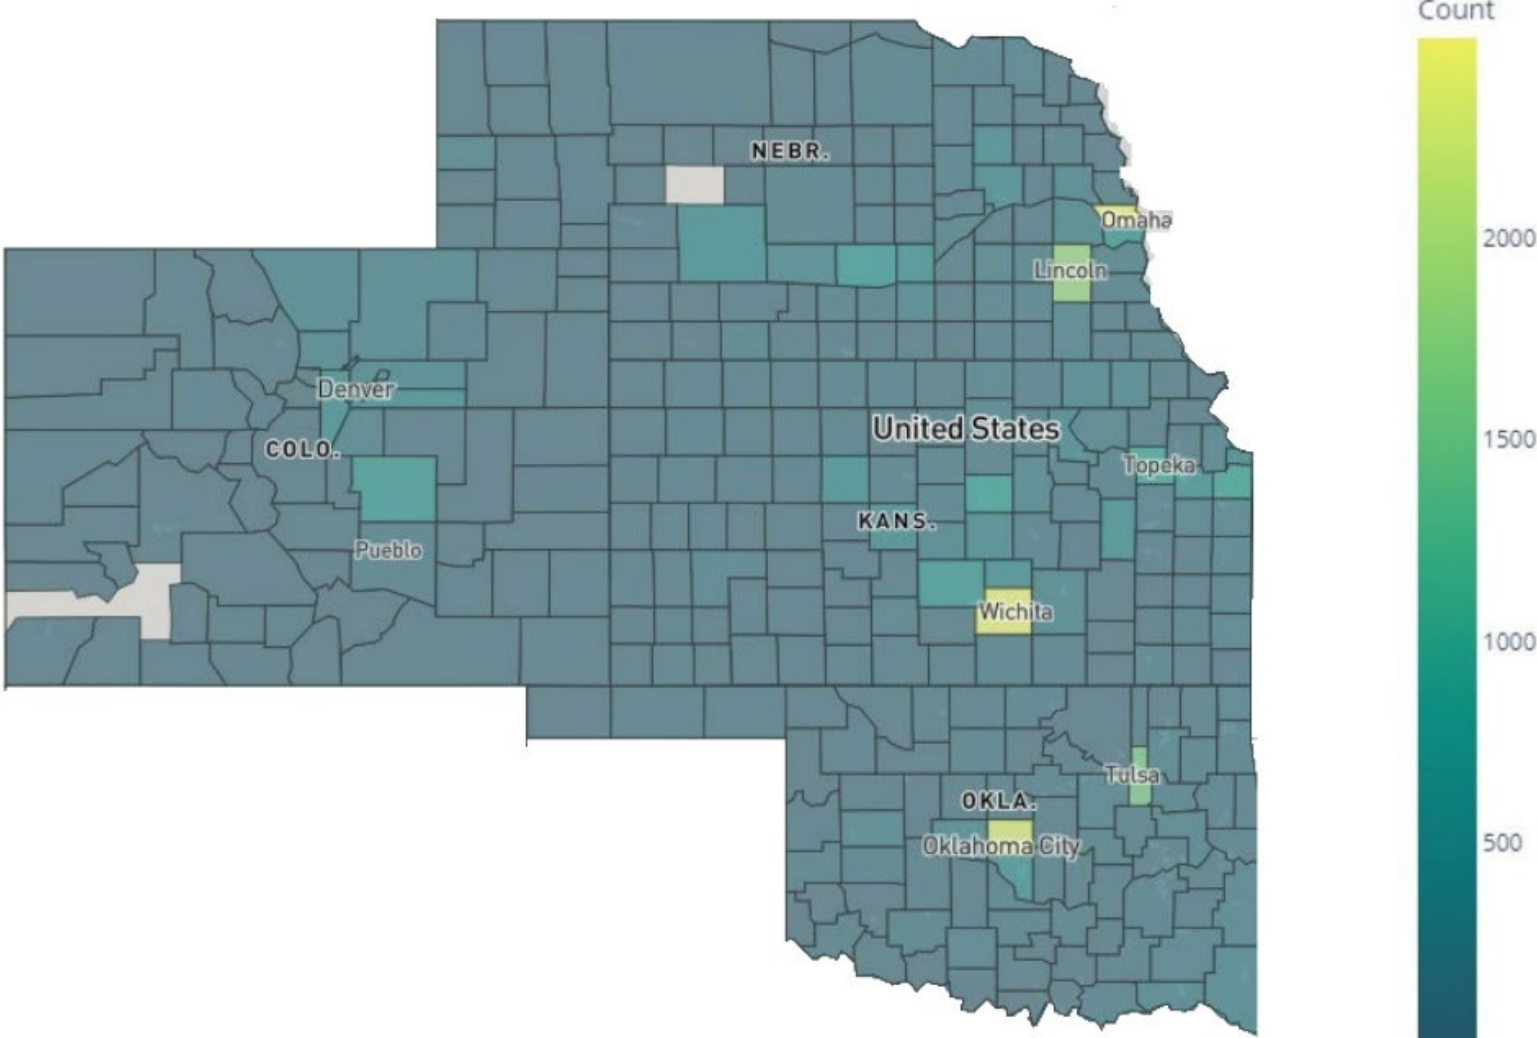 Count
NEBR.
Omaha
2000
Lincoln
Denver
United States
1500
COLO.
Topeka
KANS.
Pueblo
Wichita
1000
Tulsa
OKLA.
Oklahoma City
500